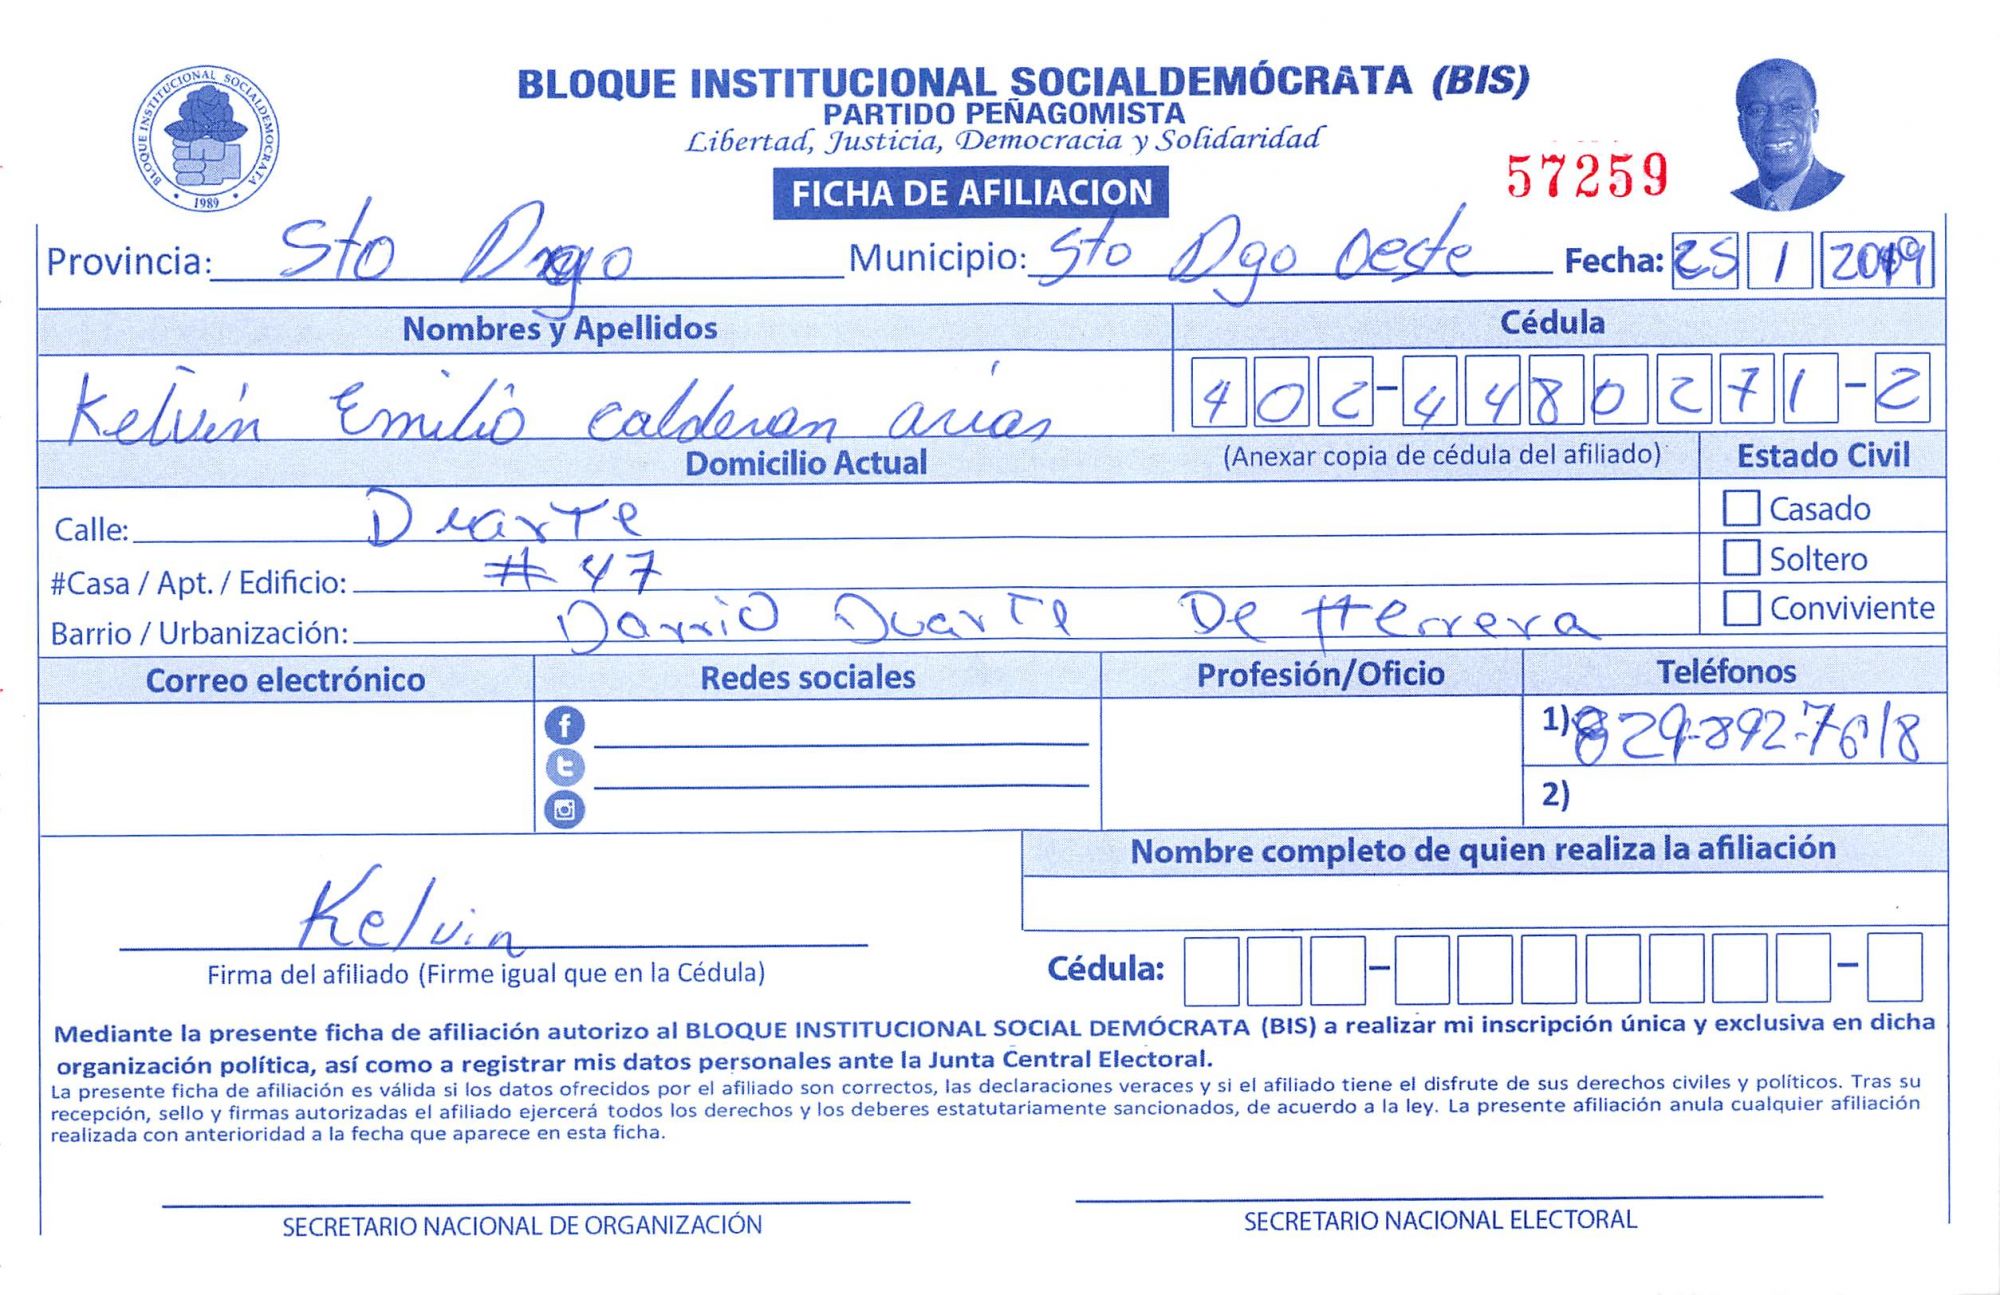 BLOQUE INSTITUCIONAL SOCIALDEMOCRATA
1989
BLOQUE INSTITUCIONAL SOCIALDEMÓCRATA (BIS)
PARTIDO PEÑAGOMISTA
Libertad, Justicia, Democracia y Solidaridad
FICHA DE AFILIACION
57259
Provincia: Sto Dgo Municipio: Sto Dgo Oeste Fecha: 25 1 2019
Nombres y Apellidos Cédula
Kelvin Emilio calderan arias 402-4480271-2
Domicilio Actual (Anexar copia de cédula del afiliado) Estado Civil
Calle: Duarte Casado
#Casa / Apt. / Edificio: # 47 Soltero
Barrio / Urbanización: Barrio Duarte De Herrera Conviviente
Correo electrónico Redes sociales Profesión/Oficio Teléfonos
1) 829-892-7618
2)
Nombre completo de quien realiza la afiliación
Kelvin
Firma del afiliado (Firme igual que en la Cédula) Cédula:
Mediante la presente ficha de afiliación autorizo al BLOQUE INSTITUCIONAL SOCIAL DEMÓCRATA (BIS) a realizar mi inscripción única y exclusiva en dicha
organización política, así como a registrar mis datos personales ante la Junta Central Electoral.
La presente ficha de afiliación es válida si los datos ofrecidos por el afiliado son correctos, las declaraciones veraces y si el afiliado tiene el disfrute de sus derechos civiles y políticos. Tras su
recepción, sello y firmas autorizadas el afiliado ejercerá todos los derechos y los deberes estatutariamente sancionados, de acuerdo a la ley. La presente afiliación anula cualquier afiliación
realizada con anterioridad a la fecha que aparece en esta ficha.
SECRETARIO NACIONAL DE ORGANIZACIÓN SECRETARIO NACIONAL ELECTORAL